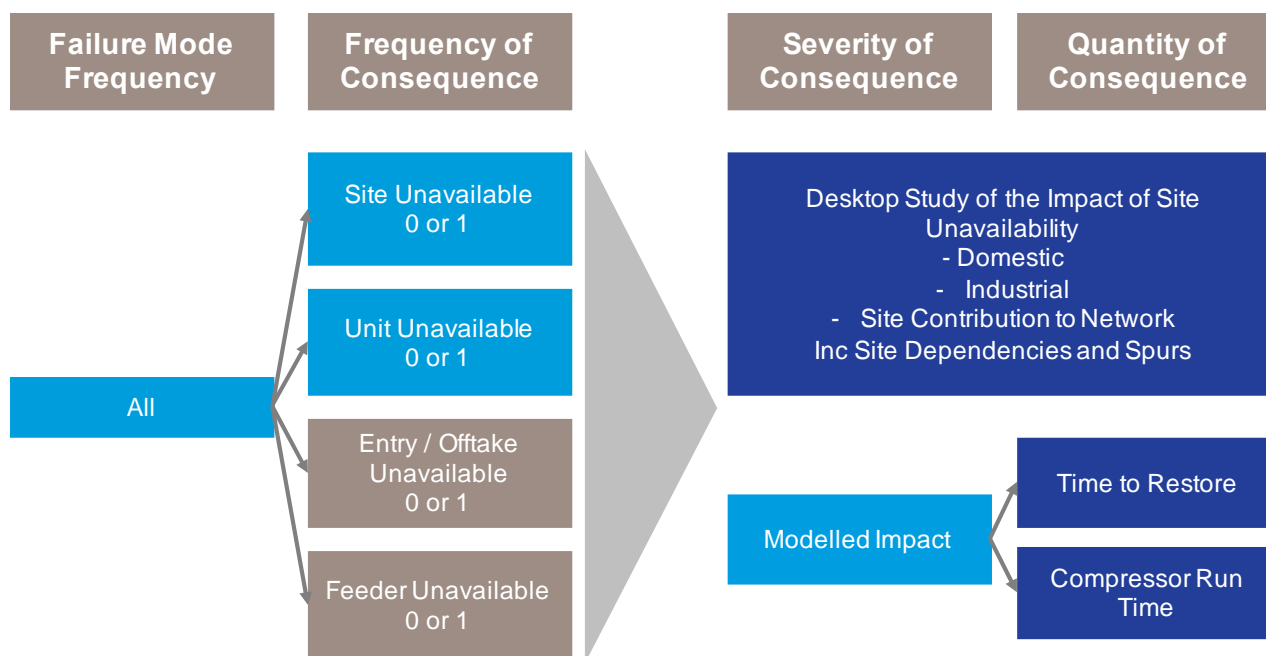 Failure Mode
Frequency
Frequency of
Consequence
Severity of
Consequence
Quantity of
Consequence
All
Site Unavailable
0 or 1
Unit Unavailable
0 or 1
Entry / Offtake
Unavailable
0 or 1
Feeder Unavailable
0 or 1
Desktop Study of the Impact of Site
Unavailability
- Domestic
- Industrial
- Site Contribution to Network
Inc Site Dependencies and Spurs
Modelled Impact
Time to Restore
Compressor Run
Time